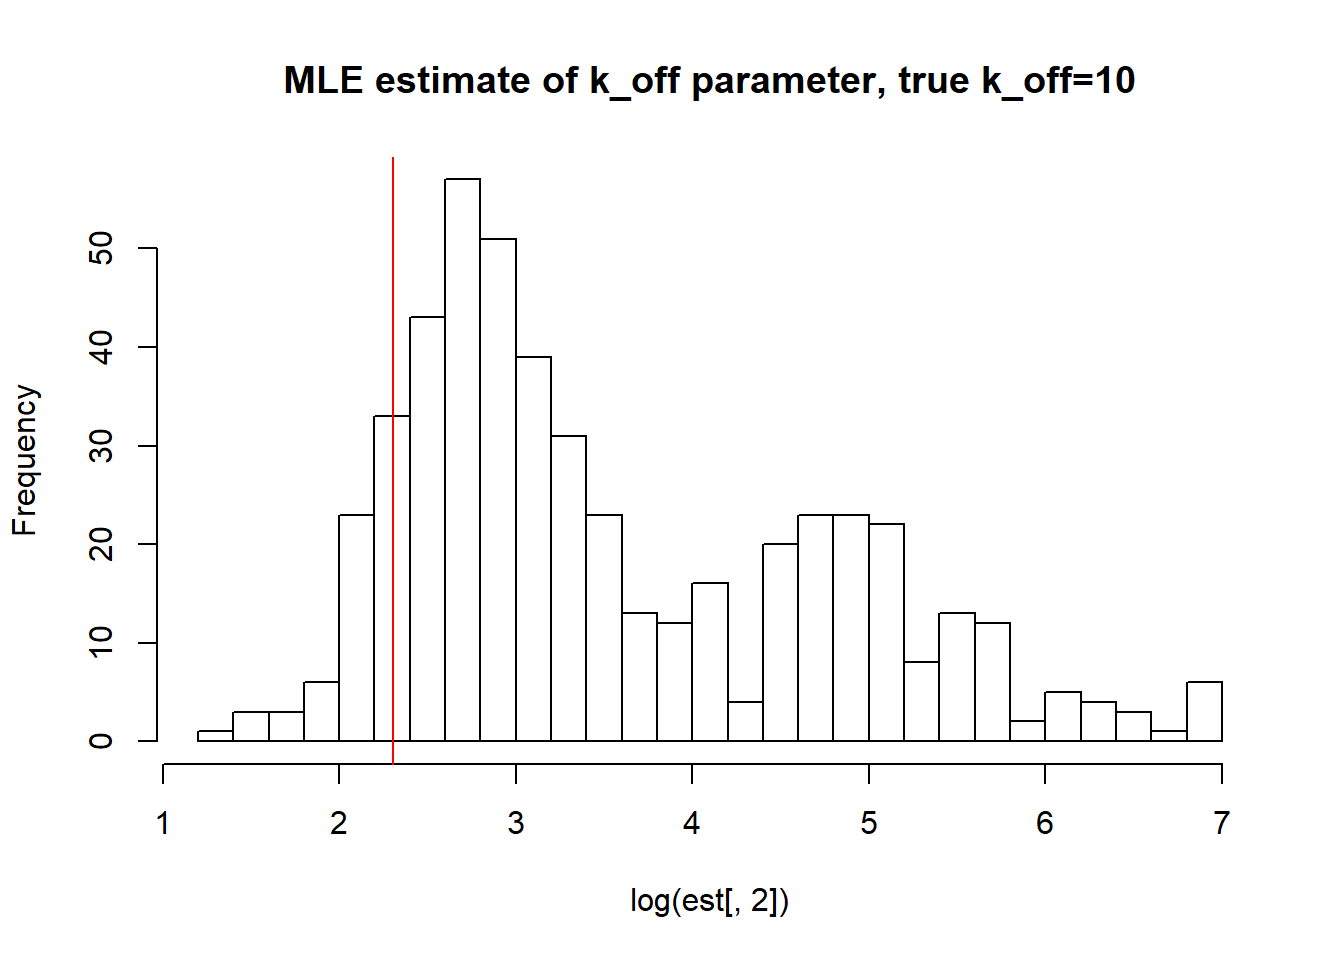 MLE estimate of k_off parameter, true k_off=10
Frequency
50
40
30
20
10
0
1 2 3 4 5 6 7
log(est[, 2])